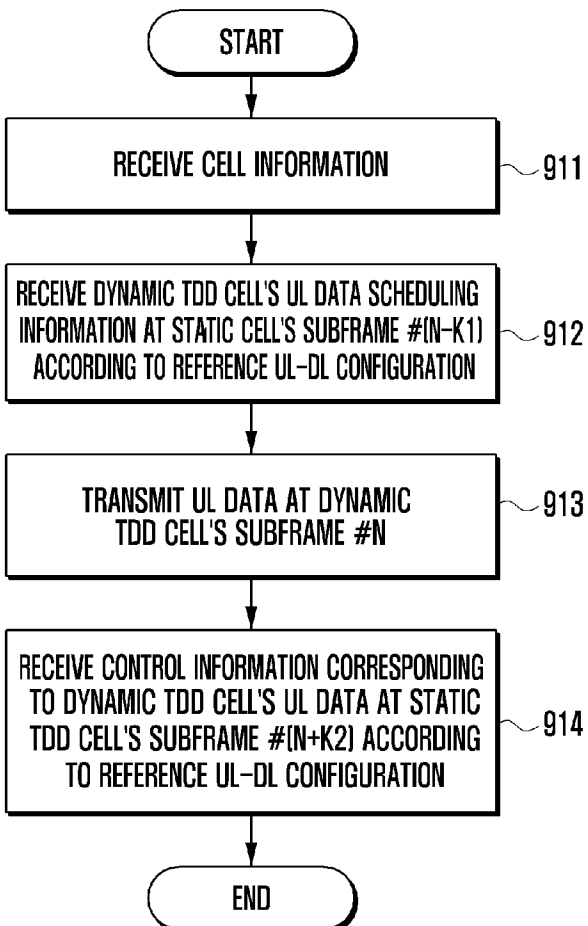 START
RECEIVE CELL INFORMATION
911
RECEIVE DYNAMIC TDD CELL'S UL DATA SCHEDULING
INFORMATION AT STATIC CELL'S SUBFRAME #(N-K1)
ACCORDING TO REFERENCE UL-DL CONFIGURATION
912
TRANSMIT UL DATA AT DYNAMIC
TDD CELL'S SUBFRAME #N
913
RECEIVE CONTROL INFORMATION CORRESPONDING
TO DYNAMIC TDD CELL'S UL DATA AT STATIC
TDD CELL'S SUBFRAME #(N+K2) ACCORDING
TO REFERENCE UL-DL CONFIGURATION
914
END